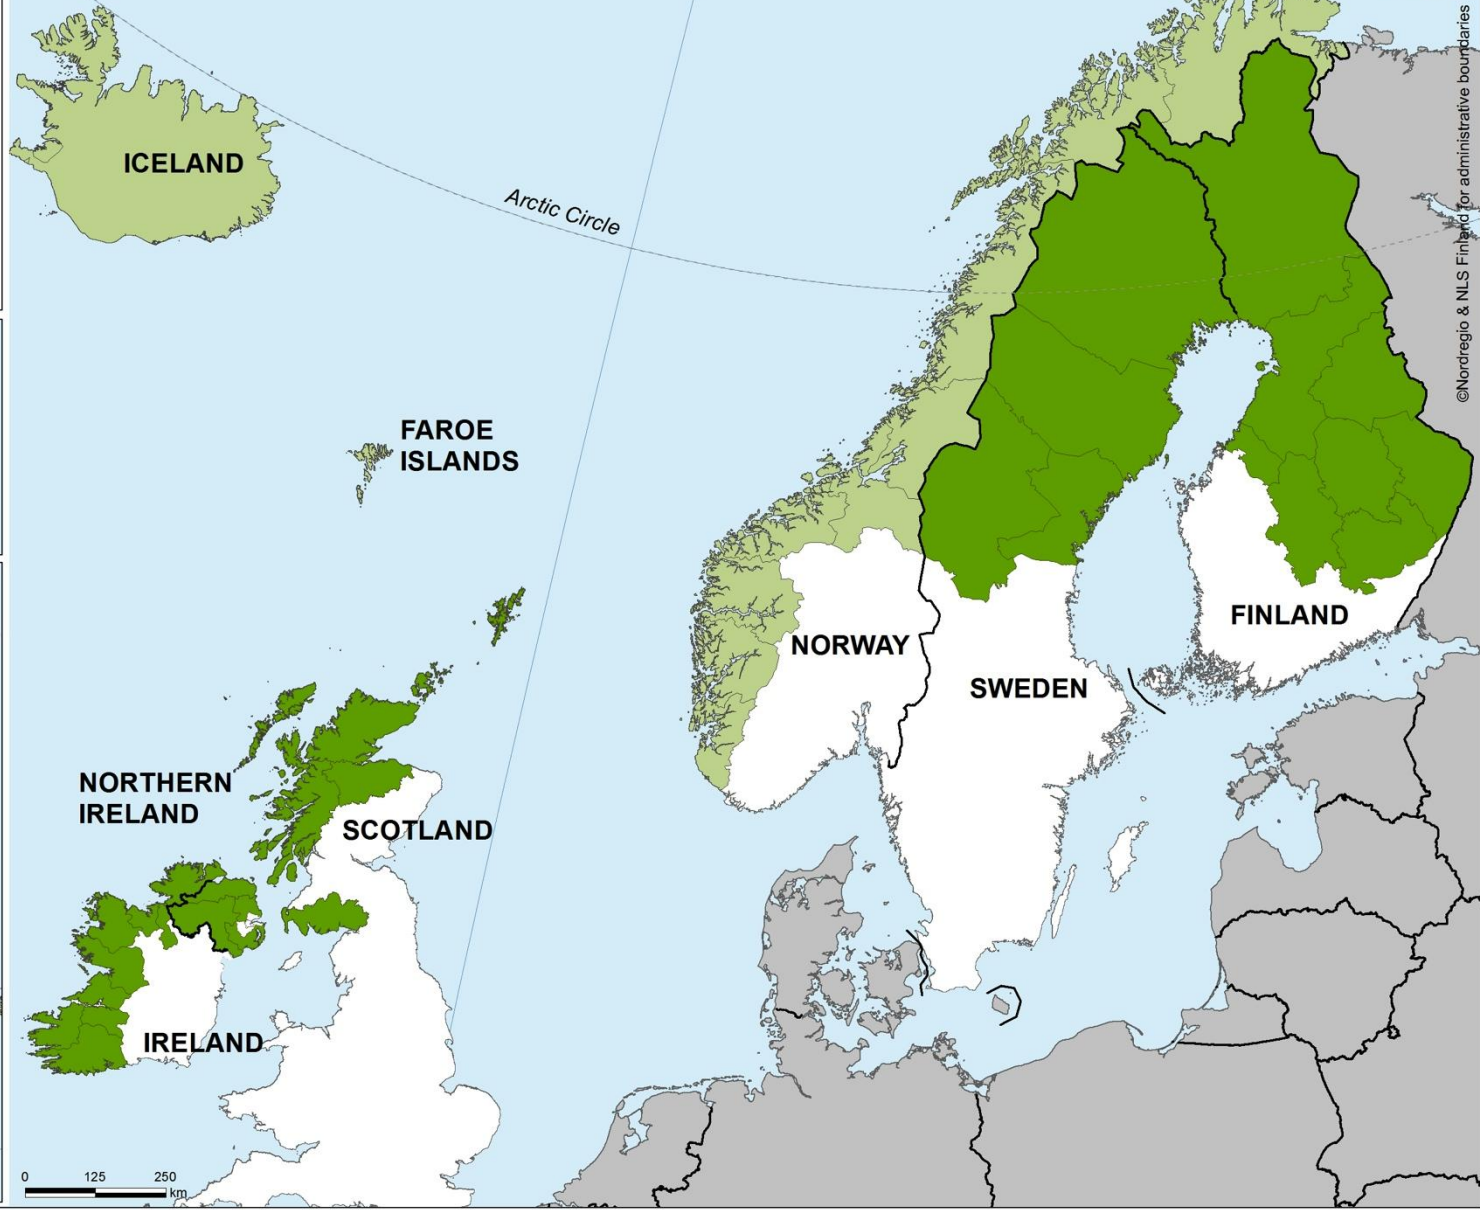 ICELAND
Arctic Circle
FAROE
ISLANDS
NORWAY
SWEDEN
FINLAND
NORTHERN
IRELAND
SCOTLAND
IRELAND
0 125 250
km
©Nordregio & NLS Finland for administrative boundaries